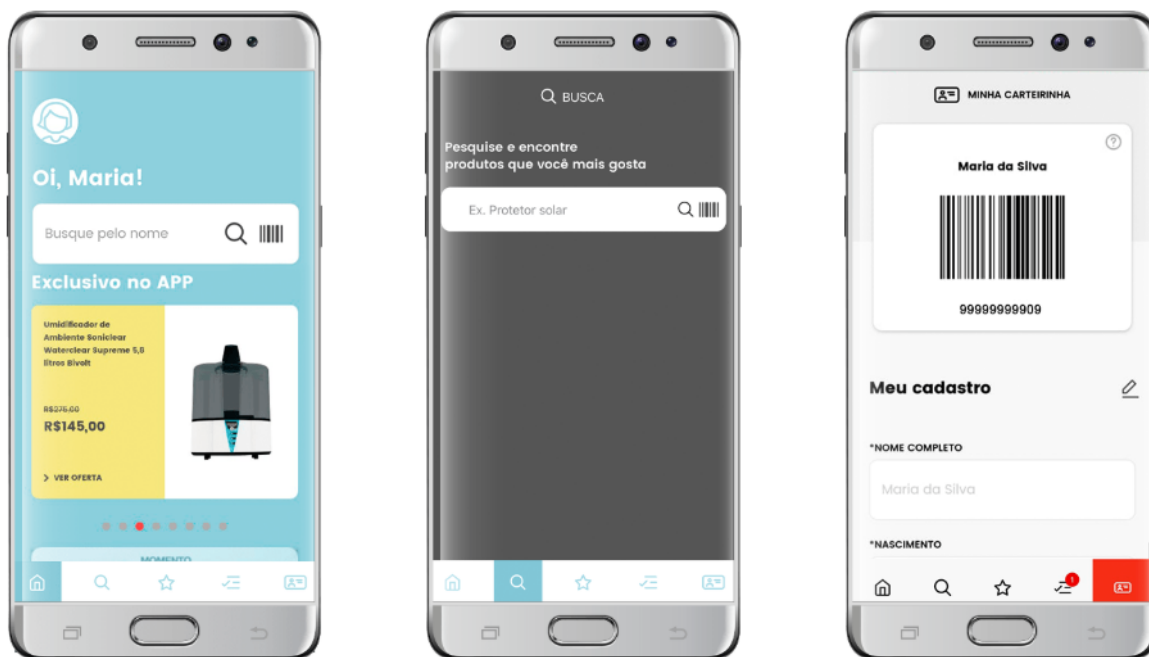 Oi, Maria!
Busque pelo nome
Exclusivo no APP
Umidificador de
Ambiente Soniclear
Waterclear Supreme 5,8
litros Bivolt
R$275,00
R$145,00
VER OFERTA
MOMENTO
BUSCA
Pesquise e encontre
produtos que você mais gosta
Ex. Protetor solar
MINHA CARTEIRINHA
Maria da Silva
99999999909
Meu cadastro
*NOME COMPLETO
Maria da Silva
*NASCIMENTO
1